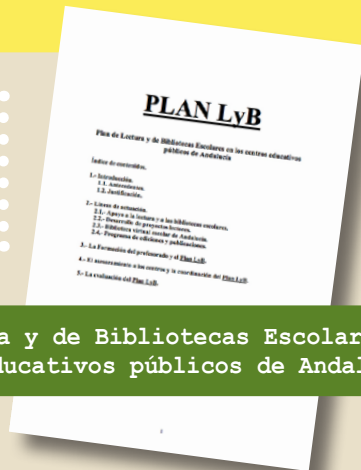 PLAN LyB
Plan de Lectura y de Bibliotecas Escolares en los centros educativos
públicos de Andalucía
Índice de contenidos.
1.- Introducción.
1.1. Antecedentes.
1.2. Justificación.
2.- Líneas de actuación.
2.1.- Apoyo a la lectura y a las bibliotecas escolares.
2.2.- Desarrollo de proyectos lectores.
2.3.- Biblioteca virtual escolar de Andalucía.
2.4.- Programa de ediciones y publicaciones.
3.- La Formación del profesorado y el Plan LyB.
4.- El asesoramiento a los centros y la coordinación del Plan LyB.
5.- La evaluación del Plan LyB.
a y de Bibliotecas Escolar
ducativos públicos de Andal